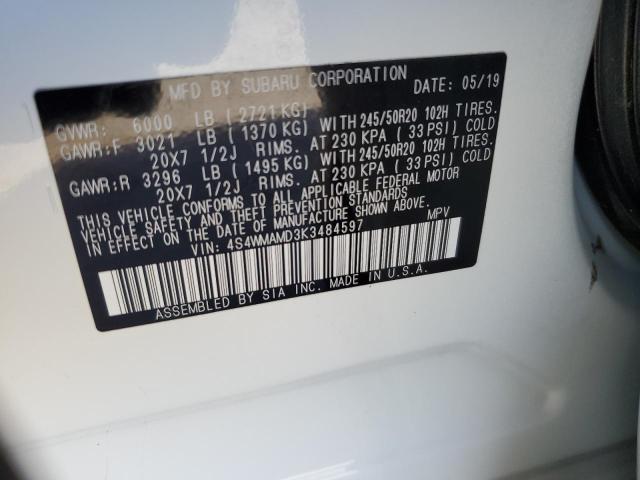 MFD BY SUBARU CORPORATION DATE: 05/19
GVWR: 6000 LB (2721KG)
GAWR:F 3021 LB (1370 KG) WITH 245/50R20 102H TIRES.
20X7 1/2J RIMS. AT 230 KPA (33 PSI) COLD
GAWR:R 3296 LB (1495 KG) WITH 245/50R20 102H TIRES.
20X7 1/2J RIMS. AT 230 KPA (33 PSI) COLD
THIS VEHICLE CONFORMS TO ALL APPLICABLE FEDERAL MOTOR
VEHICLE SAFETY AND THEFT PREVENTION STANDARDS
IN EFFECT ON THE DATE OF MANUFACTURE SHOWN ABOVE.
VIN: 4S4WMAMD3K3484597 MPV
ASSEMBLED BY SIA INC. MADE IN U.S.A.